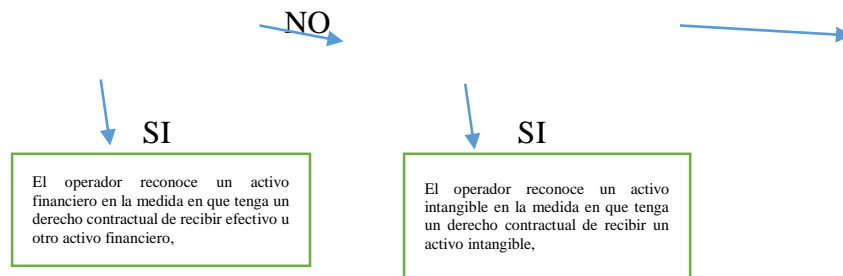 NO
SI
El operador reconoce un activo
financiero en la medida en que tenga un
derecho contractual de recibir efectivo u
otro activo financiero,
SI
El operador reconoce un activo
intangible en la medida en que tenga
un derecho contractual de recibir un
activo intangible,